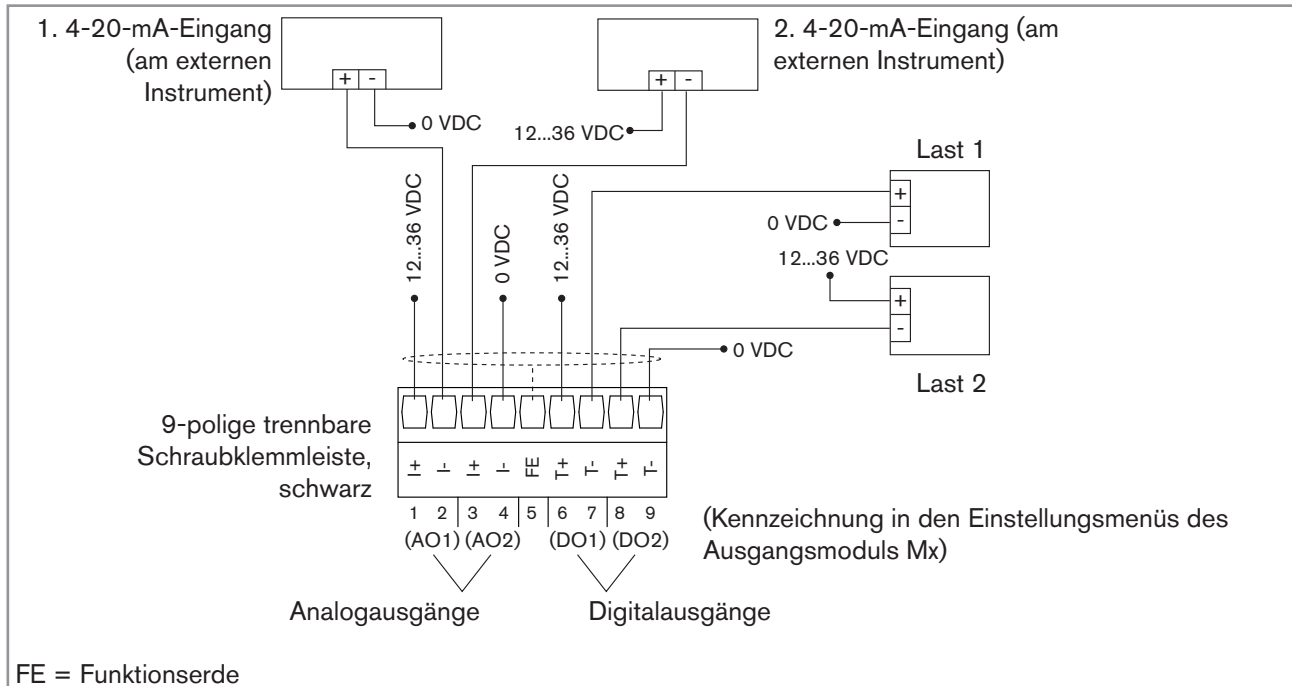 1. 4-20-mA-Eingang
(am externen
Instrument)
+ -
0 VDC
2. 4-20-mA-Eingang (am
externen Instrument)
+ -
12...36 VDC
Last 1
+
-
0 VDC
12...36 VDC
+
-
Last 2
12...36 VDC
0 VDC
12...36 VDC
0 VDC
9-polige trennbare
Schraubklemmleiste,
schwarz
I+ I- I+ I- FE T+ T- T+ T-
1 2 3 4 5 6 7 8 9
(AO1) (AO2) (DO1) (DO2)
(Kennzeichnung in den Einstellungsmenüs des
Ausgangsmoduls Mx)
Analogausgänge
Digitalausgänge
FE = Funktionserde